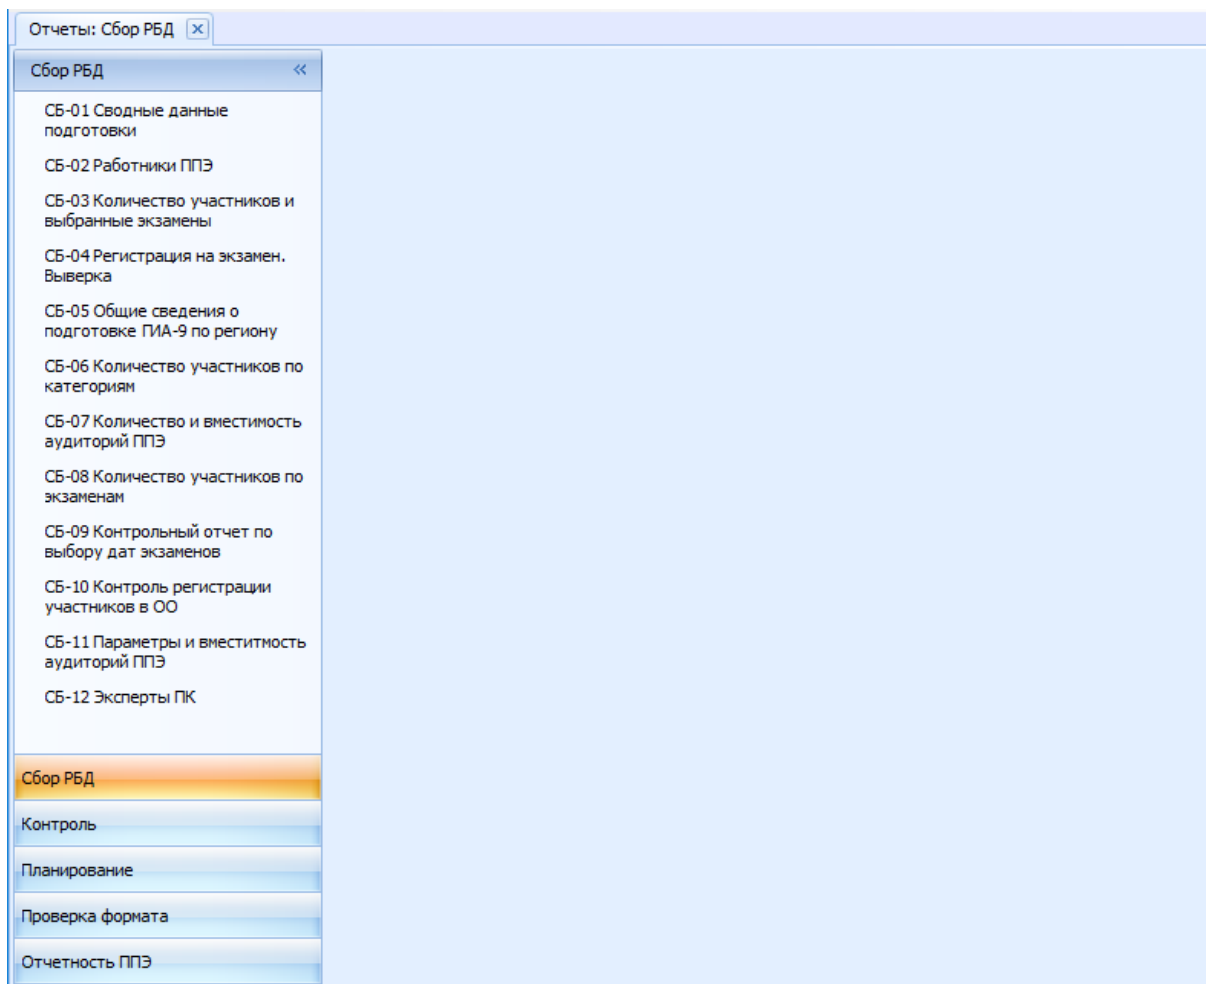 Отчеты: Сбор РБД
Сбор РБД
СБ-01 Сводные данные
подготовки
СБ-02 Работники ППЭ
СБ-03 Количество участников и
выбранные экзамены
СБ-04 Регистрация на экзамен.
Выверка
СБ-05 Общие сведения о
подготовке ГИА-9 по региону
СБ-06 Количество участников по
категориям
СБ-07 Количество и вместимость
аудиторий ППЭ
СБ-08 Количество участников по
экзаменам
СБ-09 Контрольный отчет по
выбору дат экзаменов
СБ-10 Контроль регистрации
участников в ОО
СБ-11 Параметры и вместитмость
аудиторий ППЭ
СБ-12 Эксперты ПК
Сбор РБД
Контроль
Планирование
Проверка формата
Отчетность ППЭ